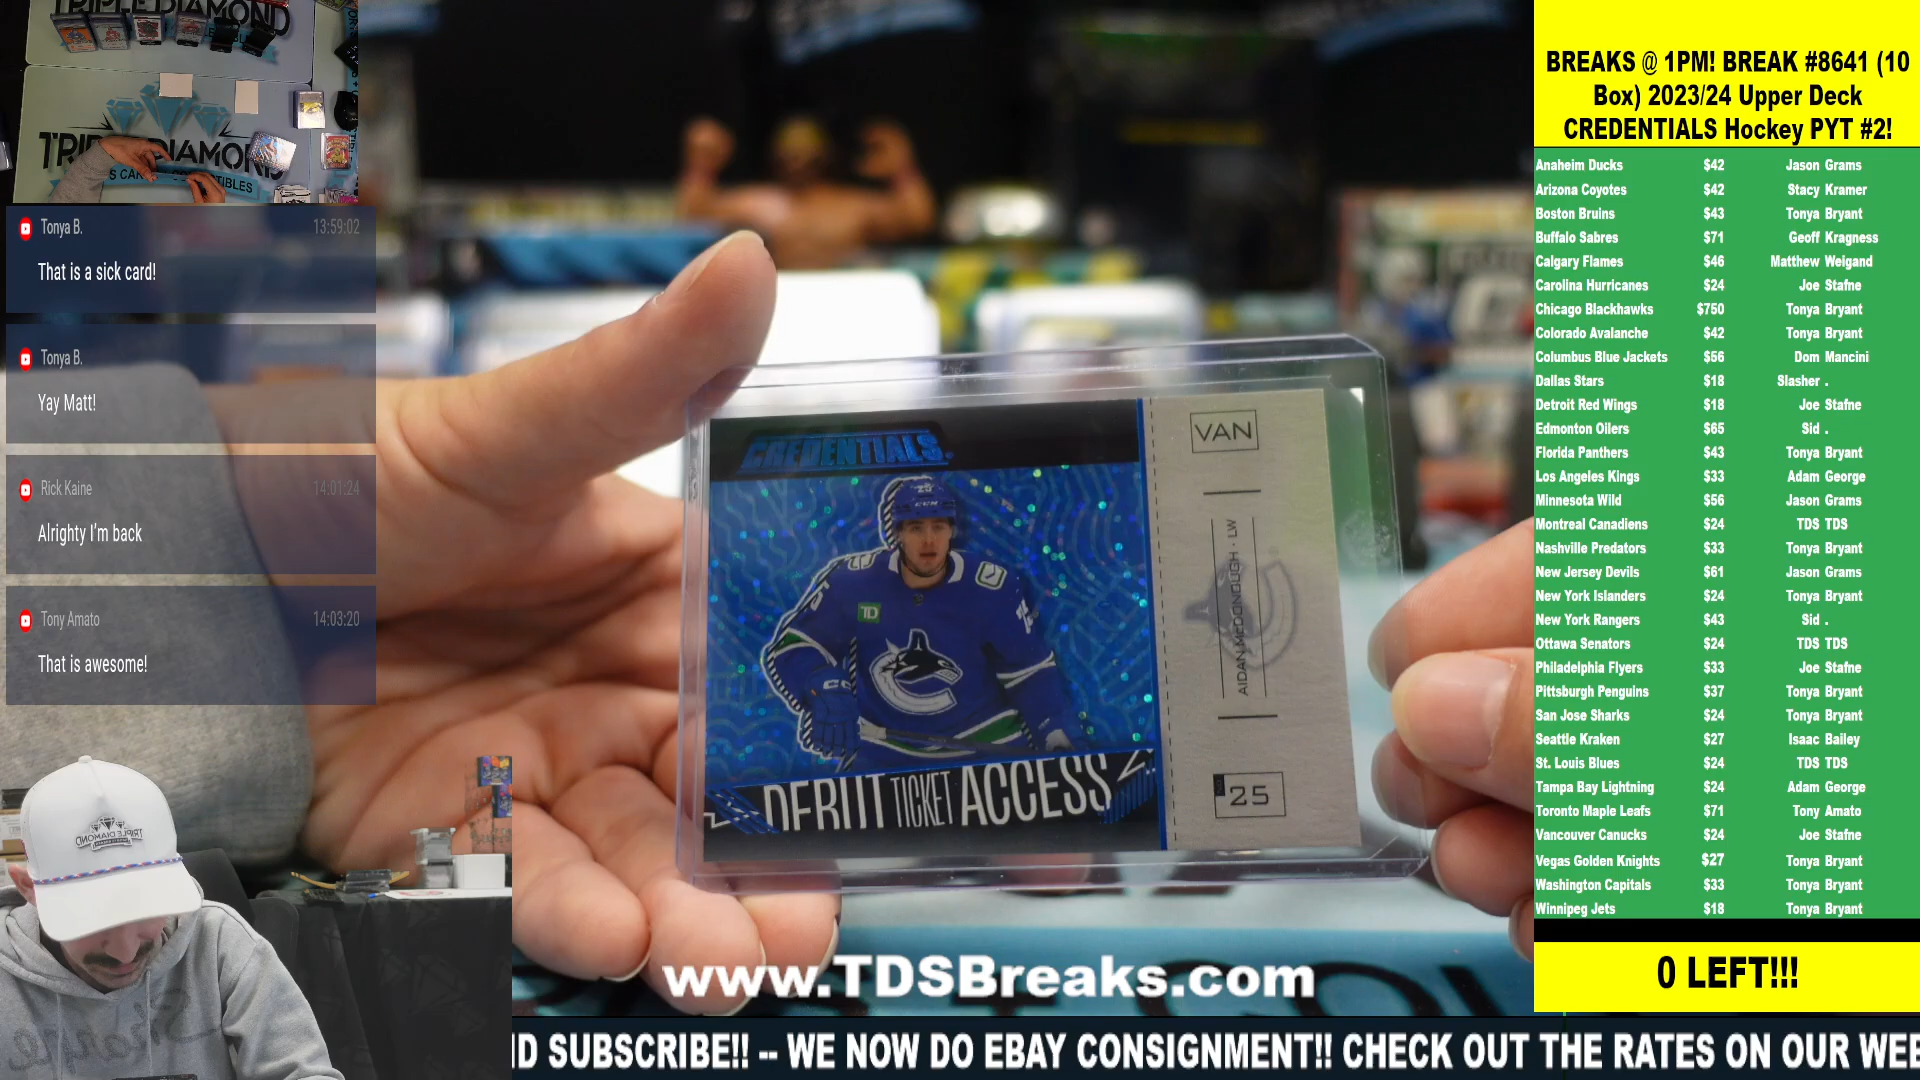 TRIPLE DIAMOND
TRIPLE DIAMOND
Tonya B.
13:59:02
That is a sick card!
Tonya B.
Yay Matt!
Rick Kaine
14:01:24
Alrighty I'm back
Tony Amato
14:03:20
That is awesome!
CREDENTIALS
TD
25
DEBUT TICKET ACCESS
VAN
AIDAN McDONOUGH · LW
25
www.TDSBreaks.com
BREAKS @ 1PM! BREAK #8641 (10
Box) 2023/24 Upper Deck
CREDENTIALS Hockey PYT #2!
Anaheim Ducks $42 Jason Grams
Arizona Coyotes $42 Stacy Kramer
Boston Bruins $43 Tonya Bryant
Buffalo Sabres $71 Geoff Kragness
Calgary Flames $46 Matthew Weigand
Carolina Hurricanes $24 Joe Stafne
Chicago Blackhawks $750 Tonya Bryant
Colorado Avalanche $42 Tonya Bryant
Columbus Blue Jackets $56 Dom Mancini
Dallas Stars $18 Slasher .
Detroit Red Wings $18 Joe Stafne
Edmonton Oilers $65 Sid .
Florida Panthers $43 Tonya Bryant
Los Angeles Kings $33 Adam George
Minnesota Wild $56 Jason Grams
Montreal Canadiens $24 TDS TDS
Nashville Predators $33 Tonya Bryant
New Jersey Devils $61 Jason Grams
New York Islanders $24 Tonya Bryant
New York Rangers $43 Sid .
Ottawa Senators $24 TDS TDS
Philadelphia Flyers $33 Joe Stafne
Pittsburgh Penguins $37 Tonya Bryant
San Jose Sharks $24 Tonya Bryant
Seattle Kraken $27 Isaac Bailey
St. Louis Blues $24 TDS TDS
Tampa Bay Lightning $24 Adam George
Toronto Maple Leafs $71 Tony Amato
Vancouver Canucks $24 Joe Stafne
Vegas Golden Knights $27 Tonya Bryant
Washington Capitals $33 Tonya Bryant
Winnipeg Jets $18 Tonya Bryant
0 LEFT!!!
D SUBSCRIBE!! -- WE NOW DO EBAY CONSIGNMENT!! CHECK OUT THE RATES ON OUR WEB